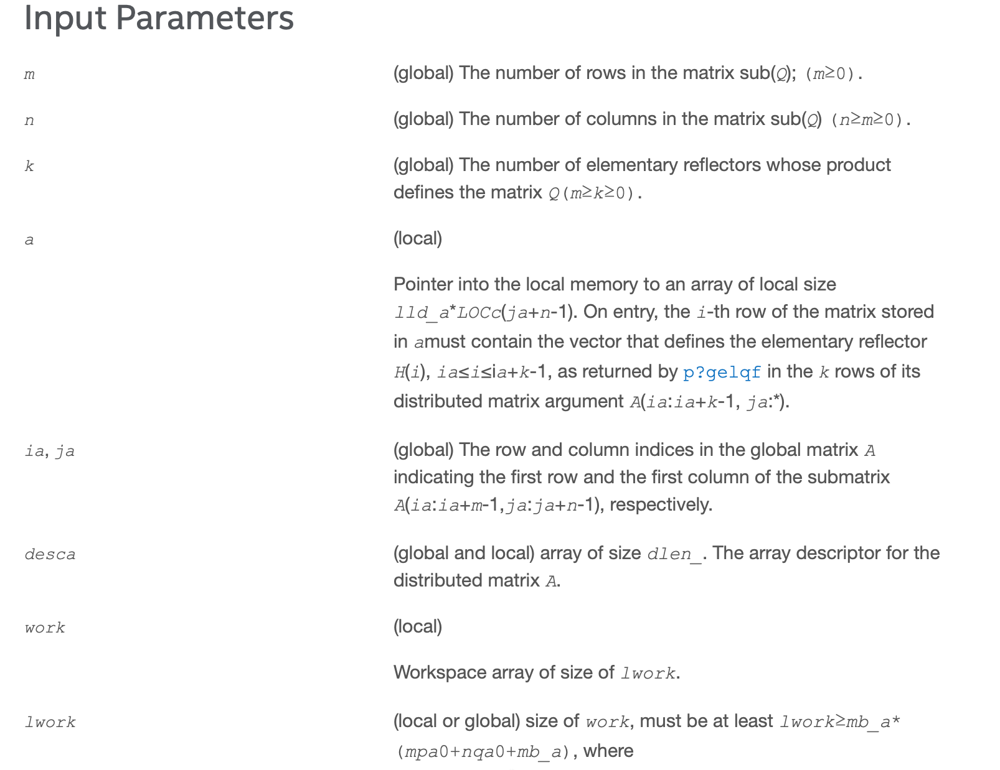 Input Parameters
m
(global) The number of rows in the matrix sub(Q); (m≥0).
n
(global) The number of columns in the matrix sub(Q) (n≥m≥0).
k
(global) The number of elementary reflectors whose product
defines the matrix Q(m≥k≥0).
a
(local)
Pointer into the local memory to an array of local size
lld_a*LOCc(ja+n-1). On entry, the i-th row of the matrix stored
in amust contain the vector that defines the elementary reflector
H(i), ia≤i≤ia+k-1, as returned by p?gelqf in the k rows of its
distributed matrix argument A(ia:ia+k-1, ja:*).
ia, ja
(global) The row and column indices in the global matrix A
indicating the first row and the first column of the submatrix
A(ia:ia+m-1,ja:ja+n-1), respectively.
desca
(global and local) array of size dlen_. The array descriptor for the
distributed matrix A.
work
(local)
Workspace array of size of lwork.
lwork
(local or global) size of work, must be at least lwork≥mb_a*
(mpa0+nqa0+mb_a), where